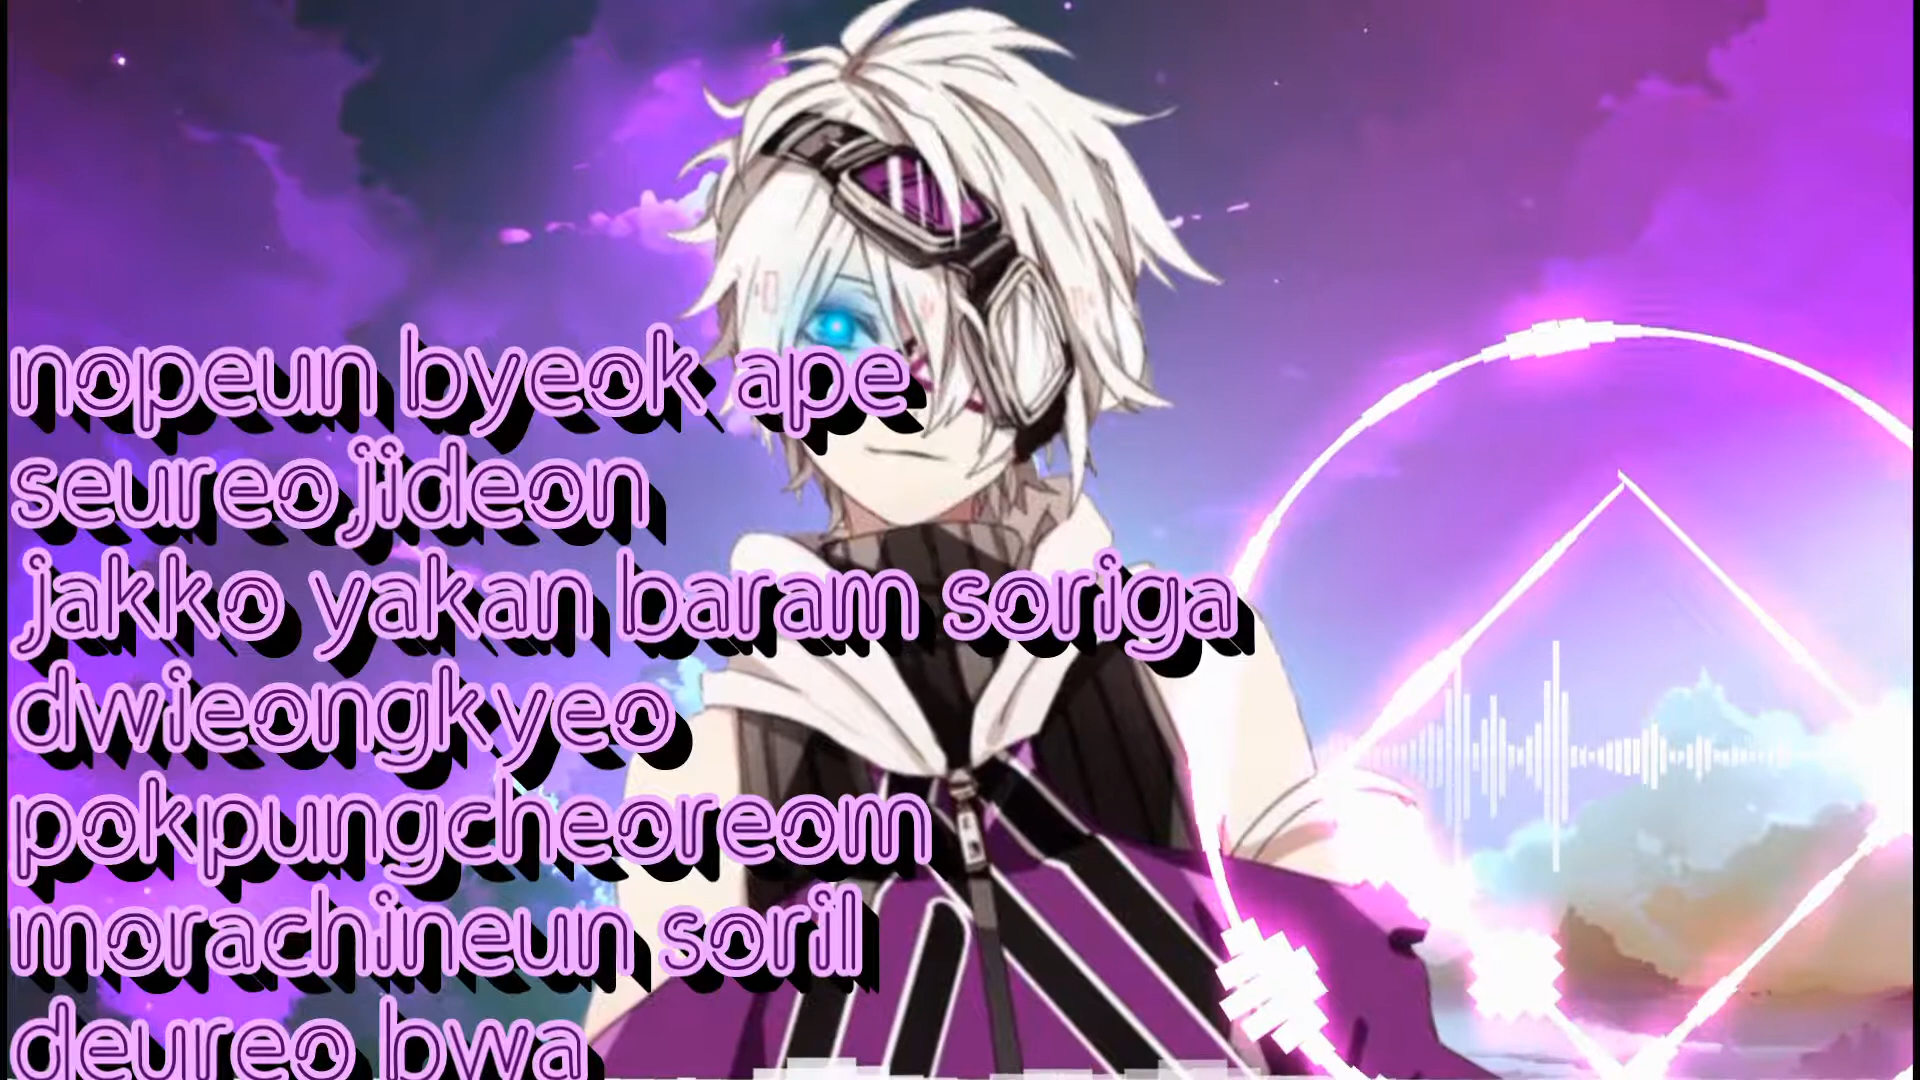 nopeun byeok ape
seureojideon
jakko yakan baram soriga
dwieongkyeo
pokpungcheoreom
morachineun soril
deureo bwa